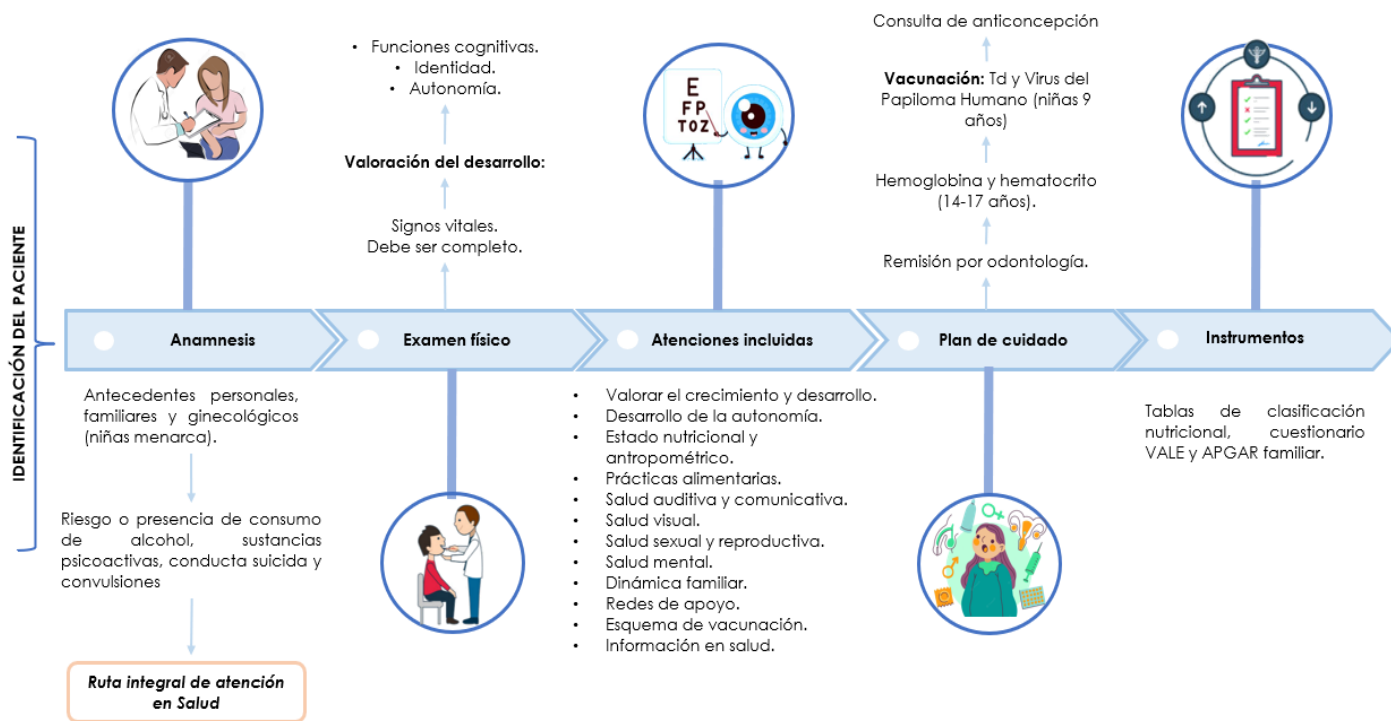 IDENTIFICACIÓN DEL PACIENTE
Anamnesis
Antecedentes personales,
familiares y ginecológicos
(niñas menarca).
Riesgo o presencia de consumo
de alcohol, sustancias
psicoactivas, conducta suicida y
convulsiones
Ruta integral de atención
en Salud
• Funciones cognitivas.
• Identidad.
• Autonomía.
Valoración del desarrollo:
Signos vitales.
Debe ser completo.
Examen físico
E
FP
TOZ
Atenciones incluidas
• Valorar el crecimiento y desarrollo.
• Desarrollo de la autonomía.
• Estado nutricional y
antropométrico.
• Prácticas alimentarias.
• Salud auditiva y comunicativa.
• Salud visual.
• Salud sexual y reproductiva.
• Salud mental.
• Dinámica familiar.
• Redes de apoyo.
• Esquema de vacunación.
• Información en salud.
Consulta de anticoncepción
Vacunación: Td y Virus del
Papiloma Humano (niñas 9
años)
Hemoglobina y hematocrito
(14-17 años).
Remisión por odontología.
Plan de cuidado
Instrumentos
Tablas de clasificación
nutricional, cuestionario
VALE y APGAR familiar.